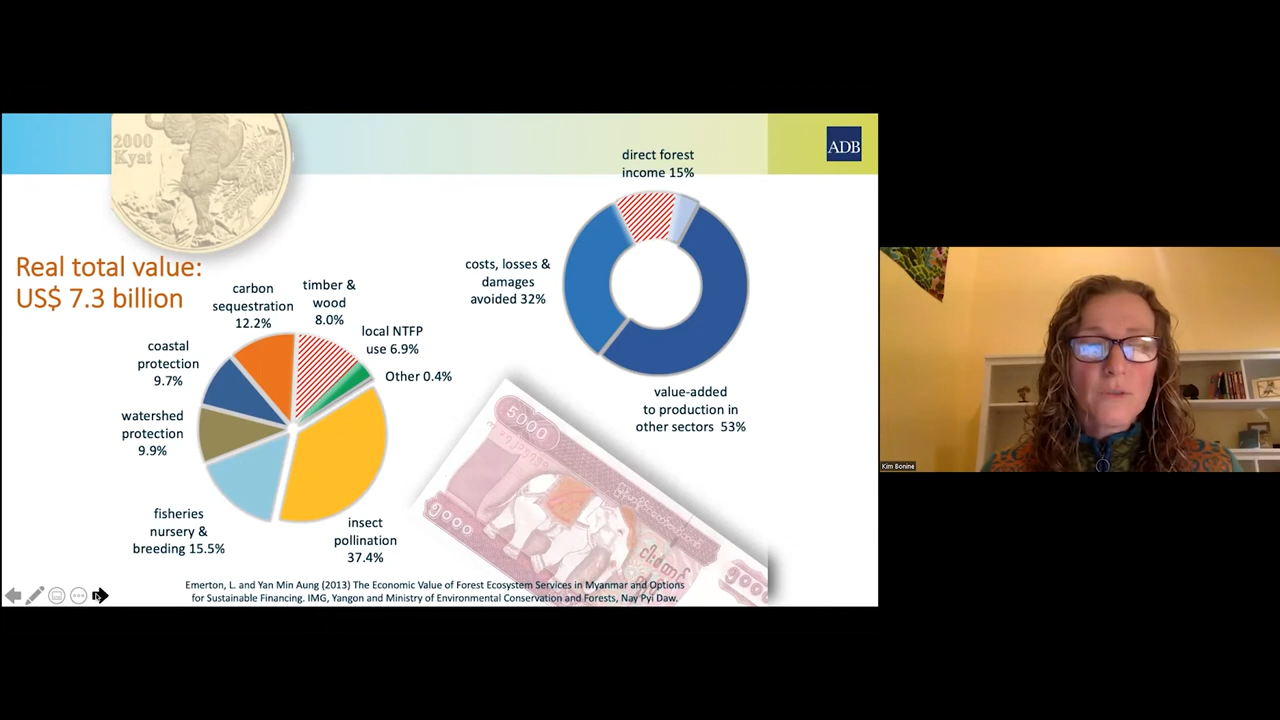 2000
Kyat
ADB
Real total value:
US$ 7.3 billion
carbon
sequestration
12.2%
timber &
wood
8.0%
local NTFP
use 6.9%
Other 0.4%
coastal
protection
9.7%
watershed
protection
9.9%
fisheries
nursery &
breeding 15.5%
insect
pollination
37.4%
direct forest
income 15%
costs, losses &
damages
avoided 32%
value-added
to production in
other sectors 53%
5000
Emerton, L. and Yan Min Aung (2013) The Economic Value of Forest Ecosystem Services in Myanmar and Options
for Sustainable Financing. IMG, Yangon and Ministry of Environmental Conservation and Forests, Nay Pyi Daw.
Kim Bonine